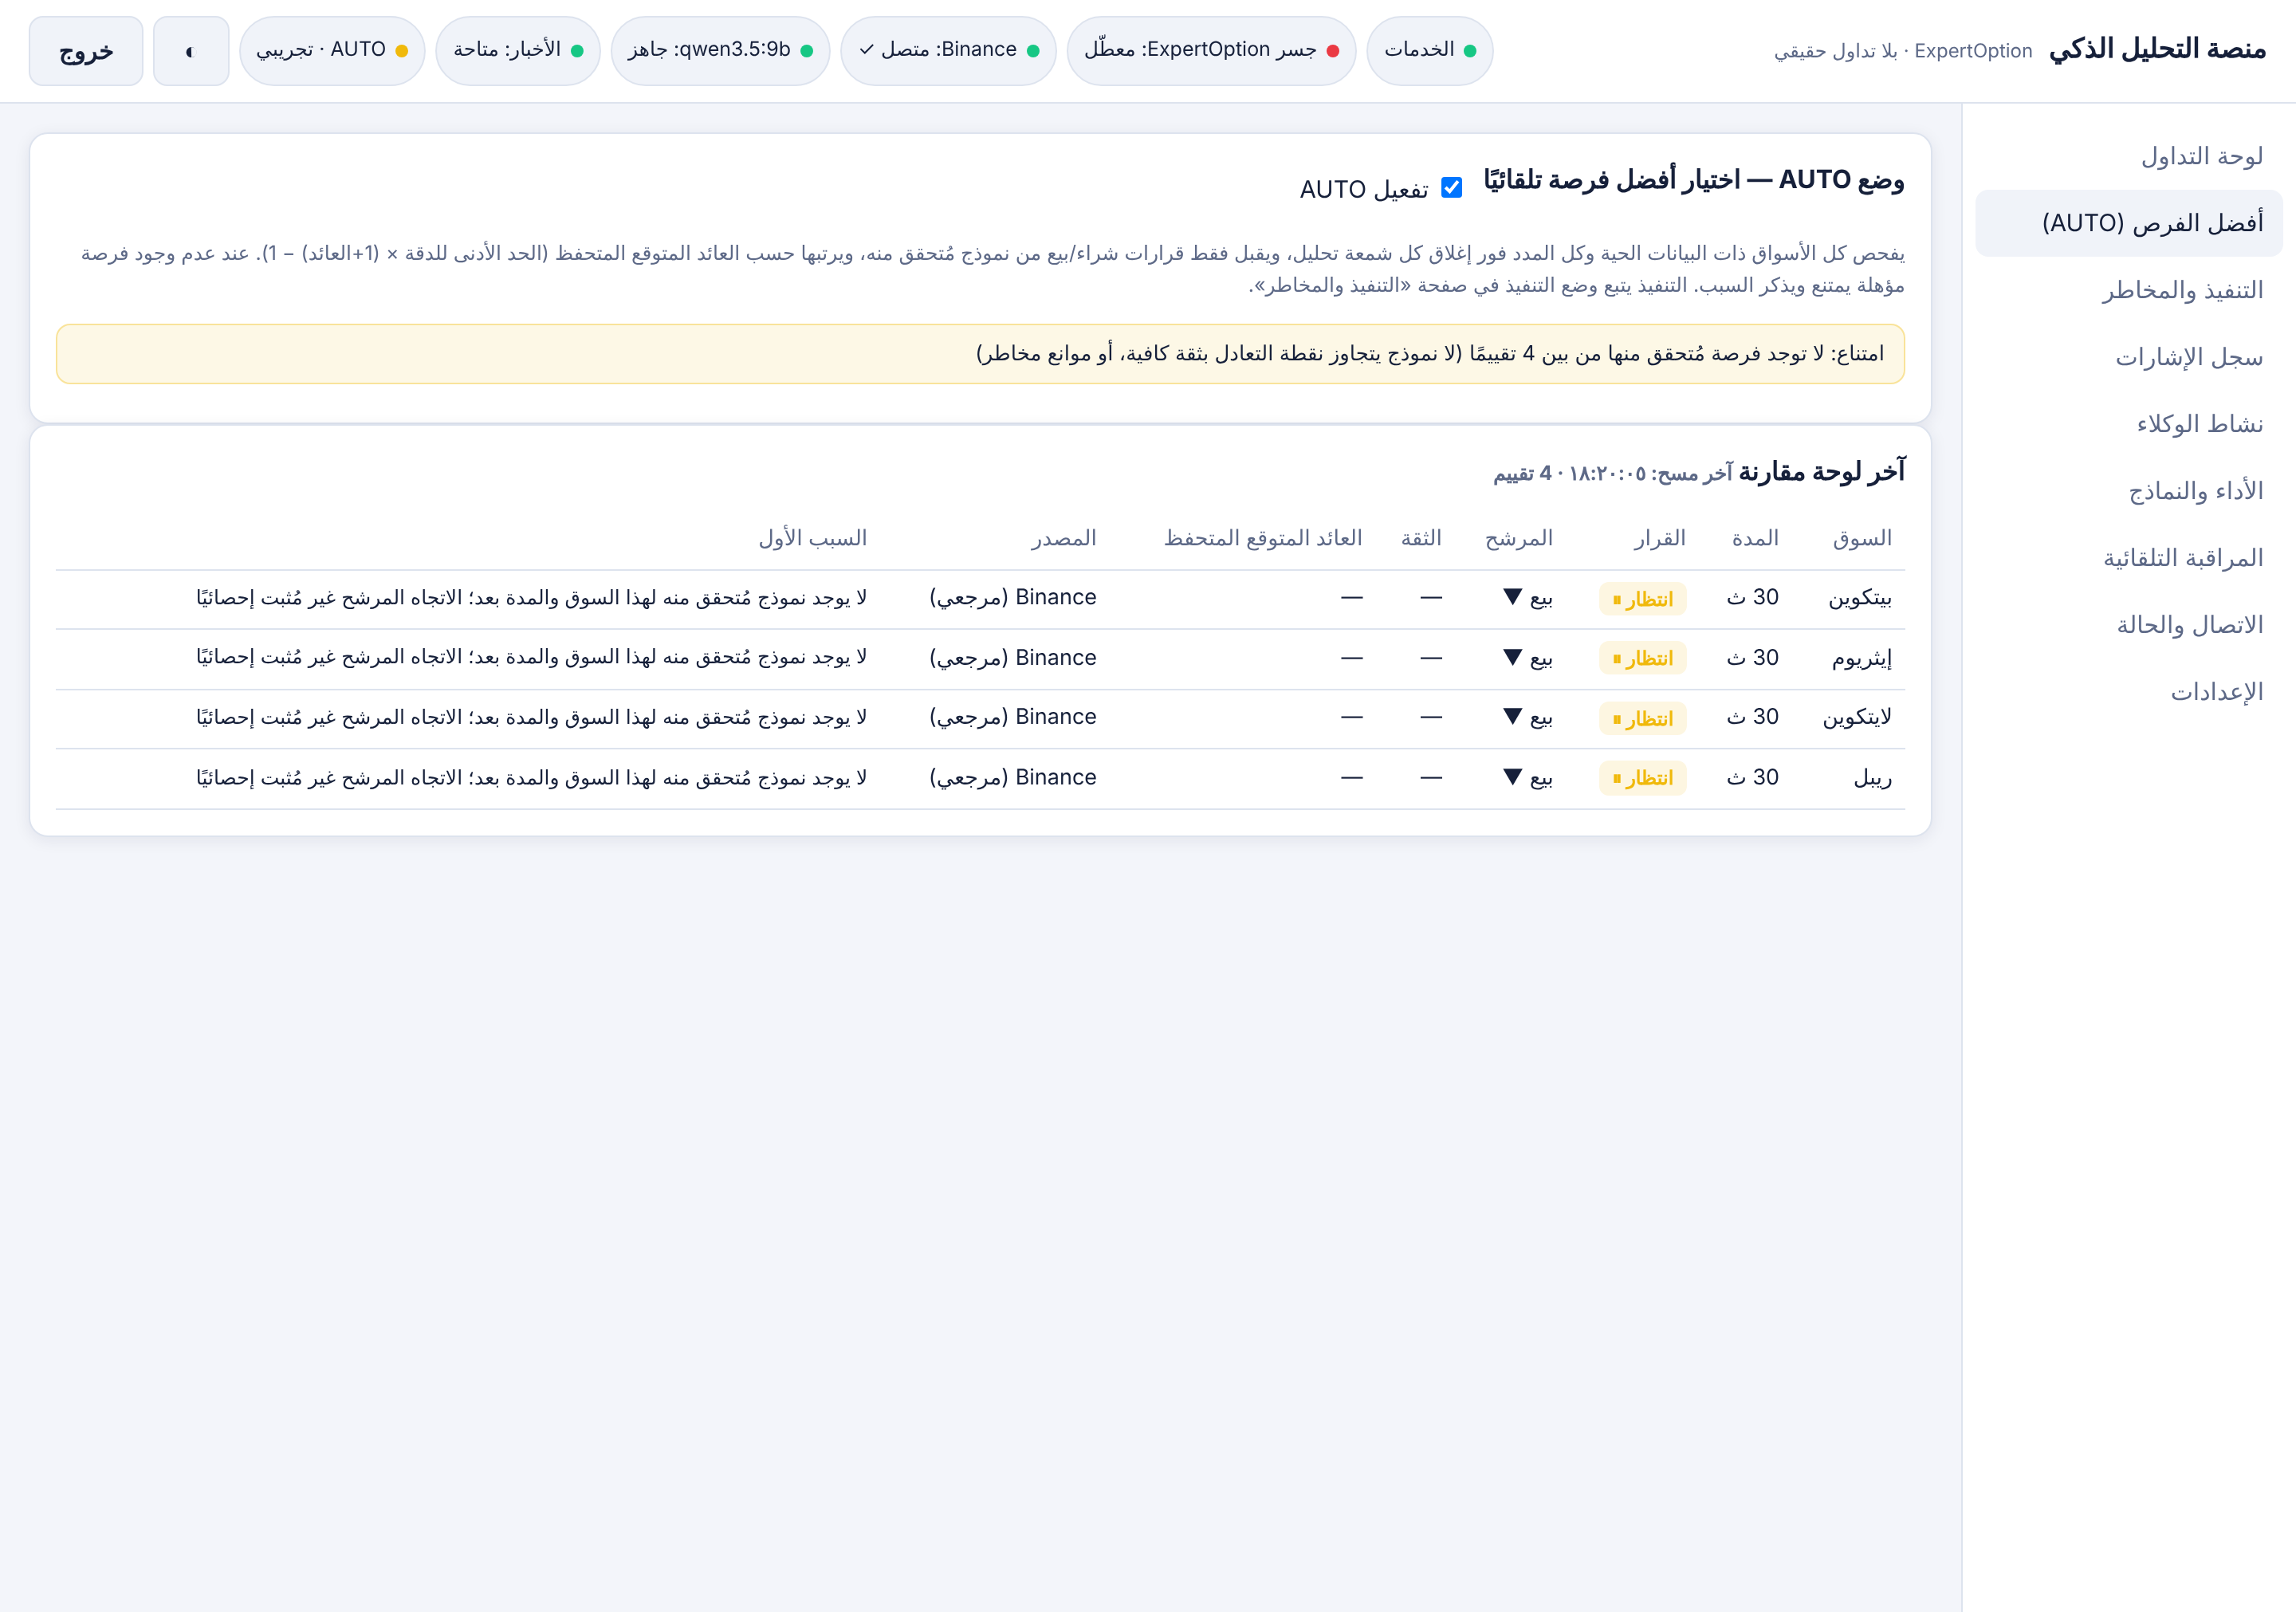 منصة التحليل الذكي ExpertOption · بلا تداول حقيقي
الخدمات
جسر ExpertOption: معطّل
Binance: متصل ✓
qwen3.5:9b: جاهز
الأخبار: متاحة
AUTO · تجريبي
خروج
لوحة التداول
أفضل الفرص (AUTO)
التنفيذ والمخاطر
سجل الإشارات
نشاط الوكلاء
الأداء والنماذج
المراقبة التلقائية
الاتصال والحالة
الإعدادات
وضع AUTO — اختيار أفضل فرصة تلقائيًا تفعيل AUTO
يفحص كل الأسواق ذات البيانات الحية وكل المدد فور إغلاق كل شمعة تحليل، ويقبل فقط قرارات شراء/بيع من نموذج مُتحقق منه، ويرتبها حسب العائد المتوقع المتحفظ (الحد الأدنى للدقة × (1+العائد) − 1). عند عدم وجود فرصة
مؤهلة يمتنع ويذكر السبب. التنفيذ يتبع وضع التنفيذ في صفحة «التنفيذ والمخاطر».
امتناع: لا توجد فرصة مُتحقق منها من بين 4 تقييمًا (لا نموذج يتجاوز نقطة التعادل بثقة كافية، أو موانع مخاطر)
آخر لوحة مقارنة آخر مسح: ١٨:٢٠:٠٥ · 4 تقييم
السوق المدة القرار المرشح الثقة العائد المتوقع المتحفظ المصدر السبب الأول
بيتكوين 30 ث انتظار ⏸ بيع ▼ — — Binance (مرجعي) لا يوجد نموذج مُتحقق منه لهذا السوق والمدة بعد؛ الاتجاه المرشح غير مُثبت إحصائيًا
إيثريوم 30 ث انتظار ⏸ بيع ▼ — — Binance (مرجعي) لا يوجد نموذج مُتحقق منه لهذا السوق والمدة بعد؛ الاتجاه المرشح غير مُثبت إحصائيًا
لايتكوين 30 ث انتظار ⏸ بيع ▼ — — Binance (مرجعي) لا يوجد نموذج مُتحقق منه لهذا السوق والمدة بعد؛ الاتجاه المرشح غير مُثبت إحصائيًا
ريبل 30 ث انتظار ⏸ بيع ▼ — — Binance (مرجعي) لا يوجد نموذج مُتحقق منه لهذا السوق والمدة بعد؛ الاتجاه المرشح غير مُثبت إحصائيًا